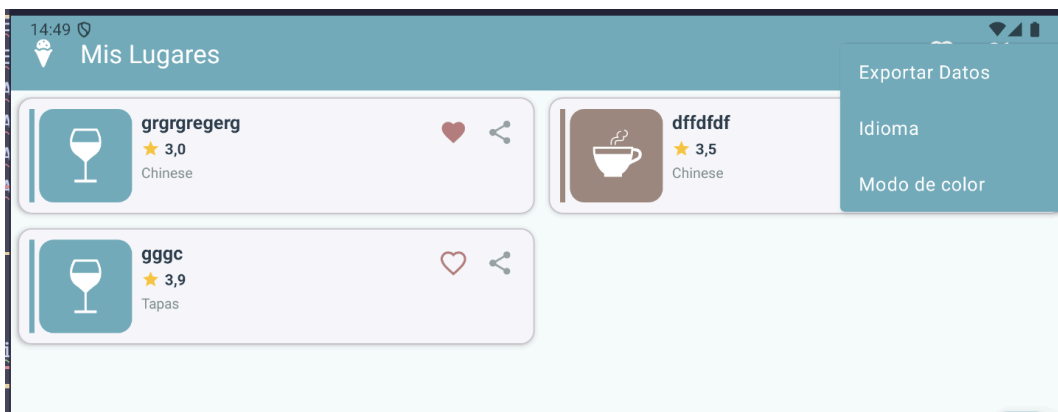 14:49
Mis Lugares
Exportar Datos
Idioma
Modo de color
grgrgregerg
3,0
Chinese
dffdfdf
3,5
Chinese
gggc
3,9
Tapas